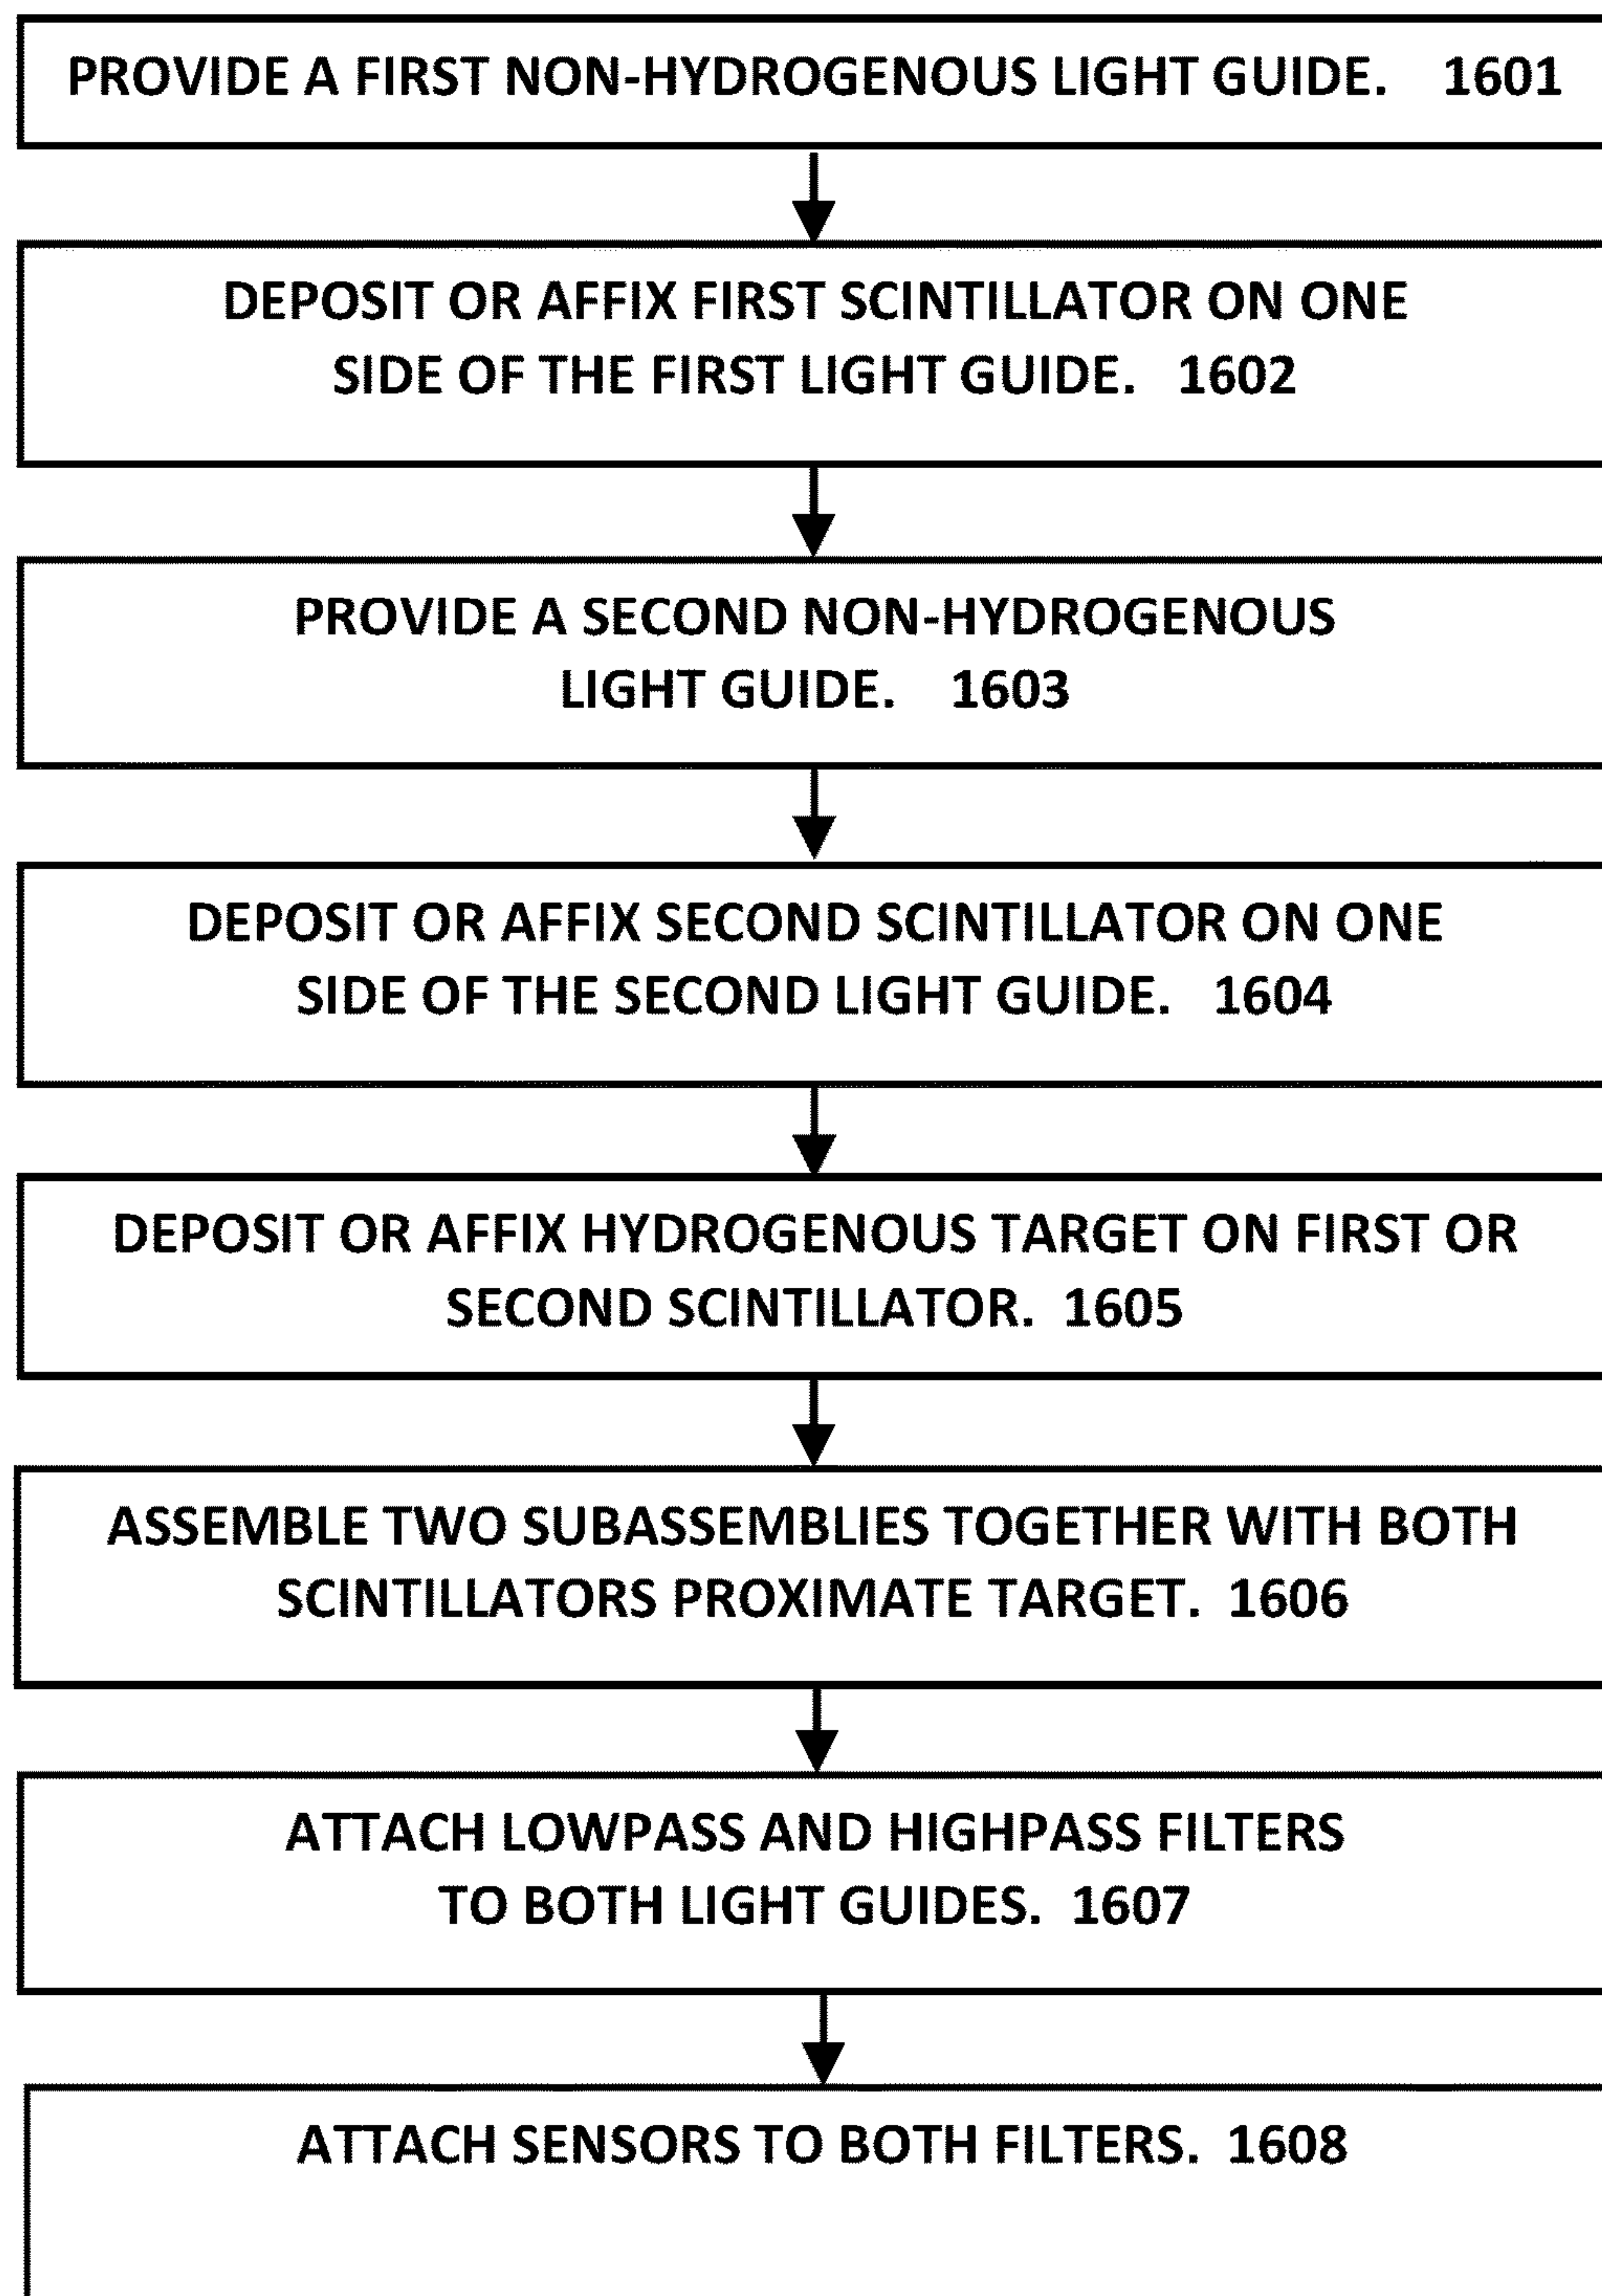 PROVIDE A FIRST NON-HYDROGENOUS LIGHT GUIDE. 1601
DEPOSIT OR AFFIX FIRST SCINTILLATOR ON ONE
SIDE OF THE FIRST LIGHT GUIDE. 1602
PROVIDE A SECOND NON-HYDROGENOUS
LIGHT GUIDE. 1603
DEPOSIT OR AFFIX SECOND SCINTILLATOR ON ONE
SIDE OF THE SECOND LIGHT GUIDE. 1604
DEPOSIT OR AFFIX HYDROGENOUS TARGET ON FIRST OR
SECOND SCINTILLATOR. 1605
ASSEMBLE TWO SUBASSEMBLIES TOGETHER WITH BOTH
SCINTILLATORS PROXIMATE TARGET. 1606
ATTACH LOWPASS AND HIGHPASS FILTERS
TO BOTH LIGHT GUIDES. 1607
ATTACH SENSORS TO BOTH FILTERS. 1608